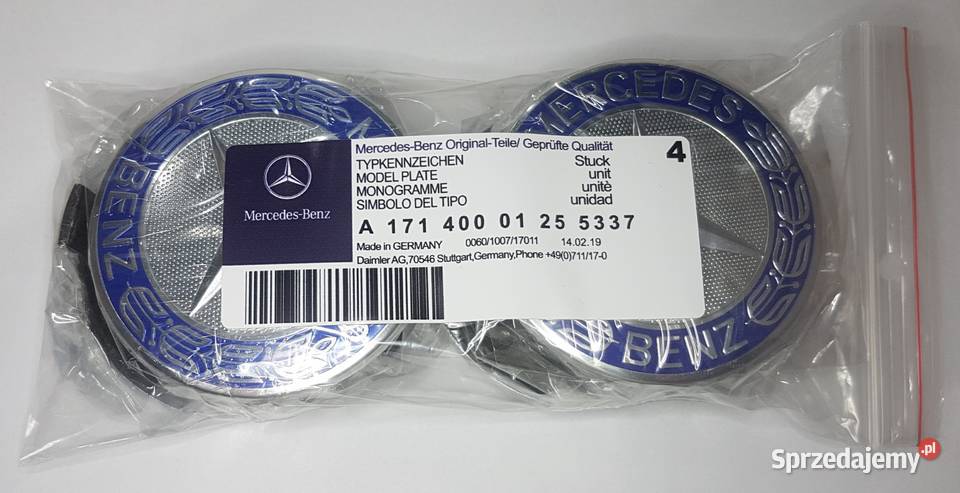 Mercedes-Benz Original-Teile/ Geprüfte Qualität
TYPKENNZEICHEN Stuck 4
MODEL PLATE unit
MONOGRAMME unitè
SIMBOLO DEL TIPO unidad
A 171 400 01 25 5337
Made in GERMANY 0060/1007/17011 14.02.19
Daimler AG,70546 Stuttgart,Germany,Phone +49(0)711/17-0
Mercedes-Benz
BENZ
MERCEDES
BENZ
Sprzedajemy.pl